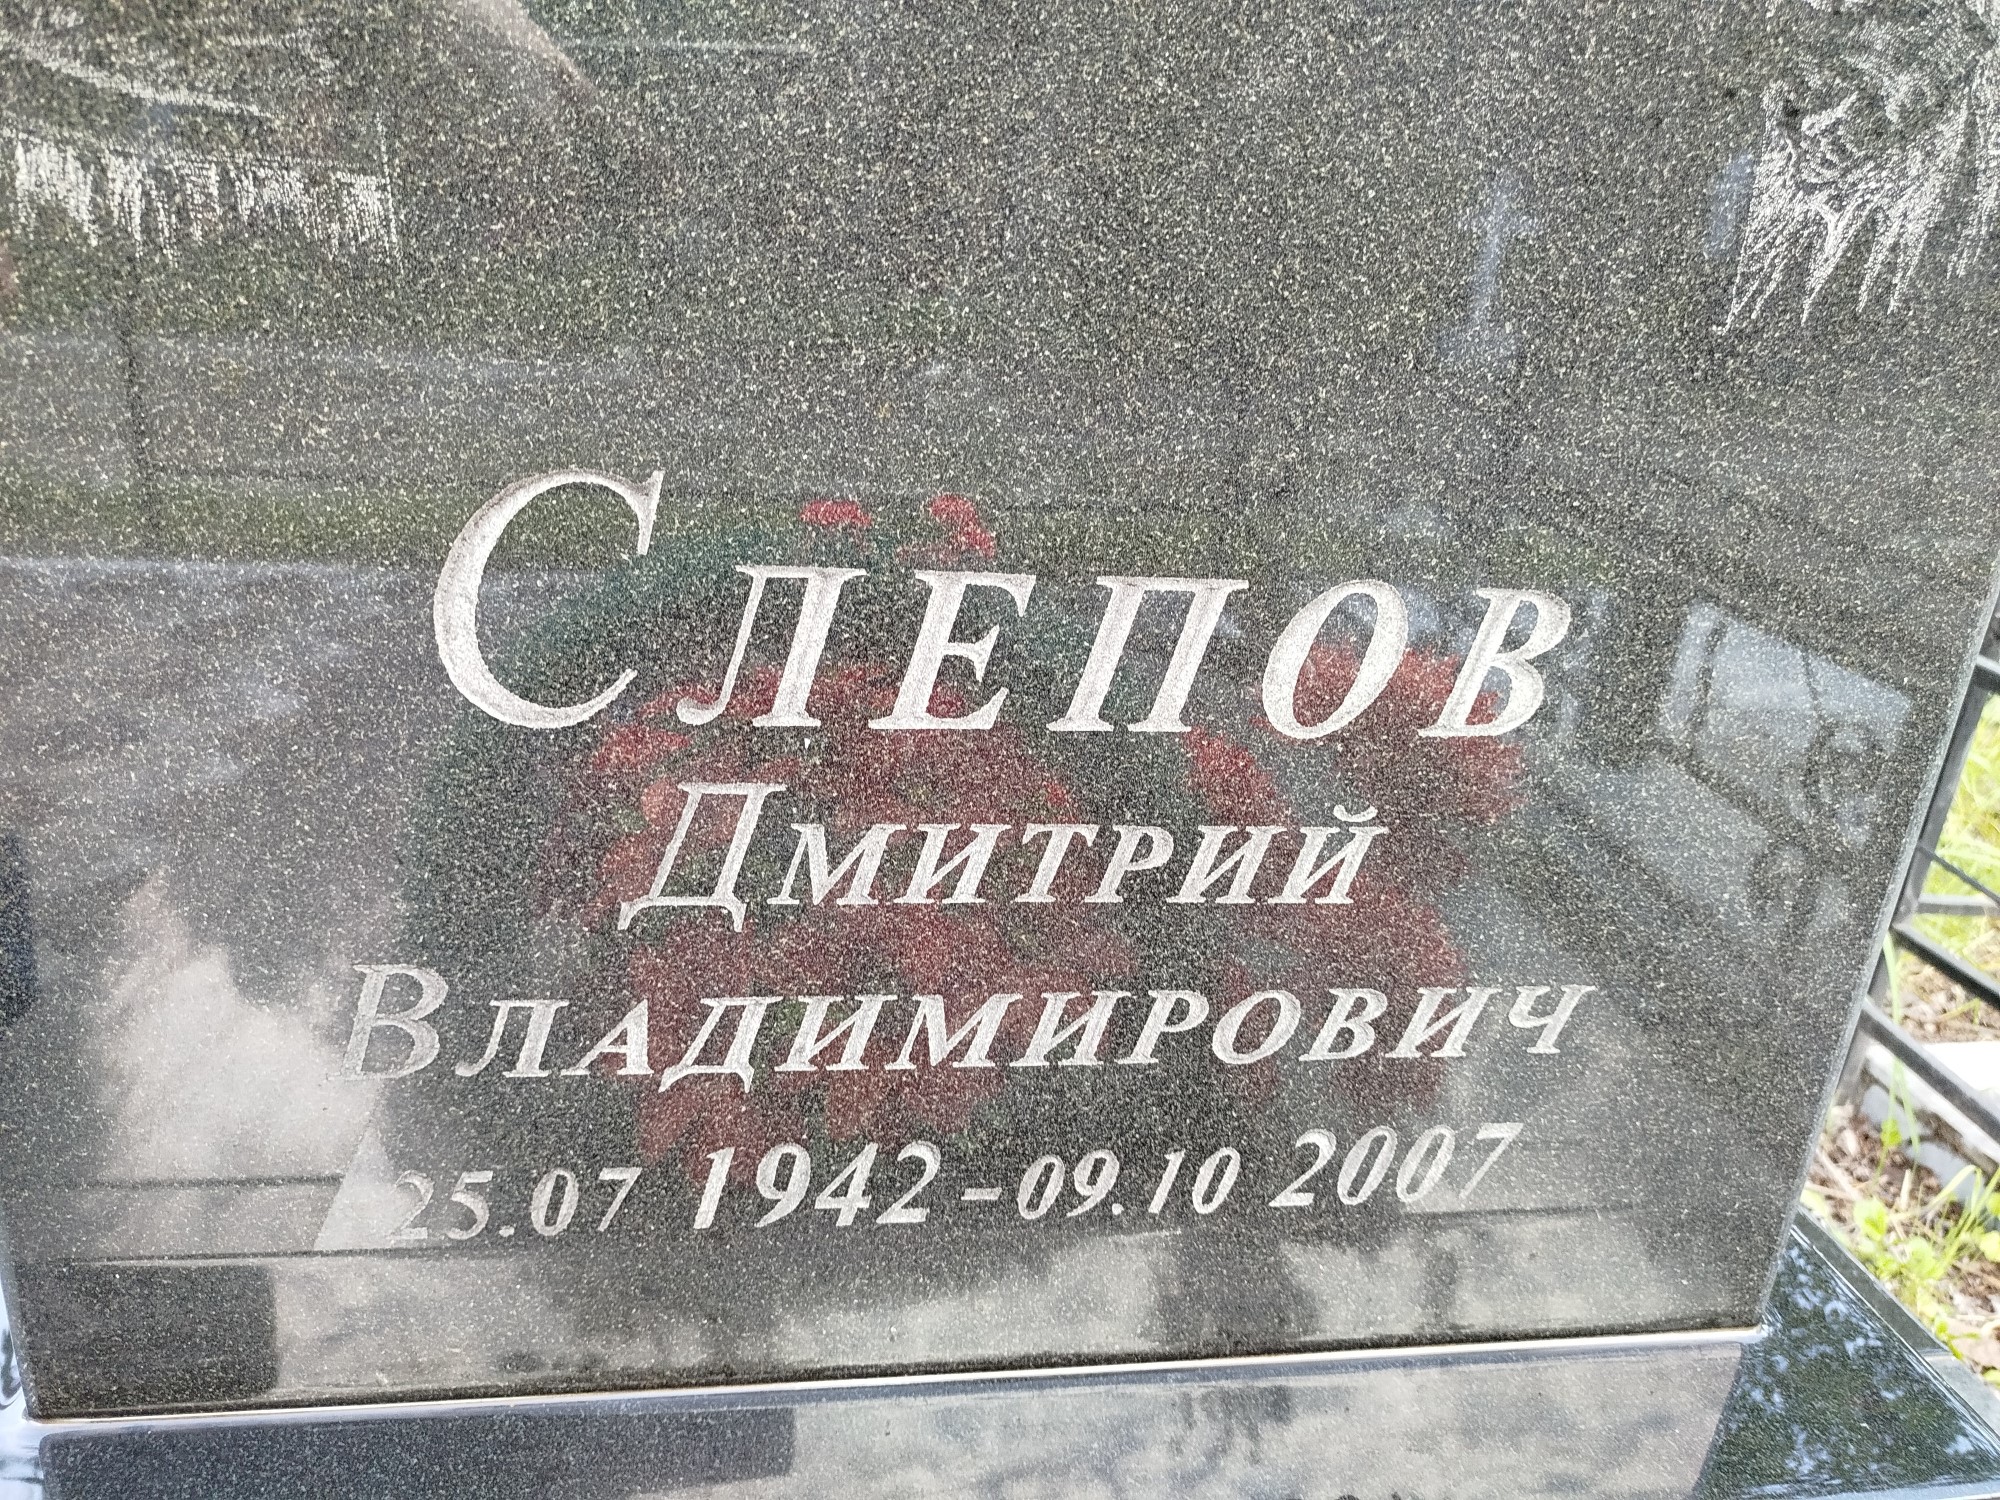 Слепов
Дмитрий
Владимирович
25.07 1942-09.10 2007